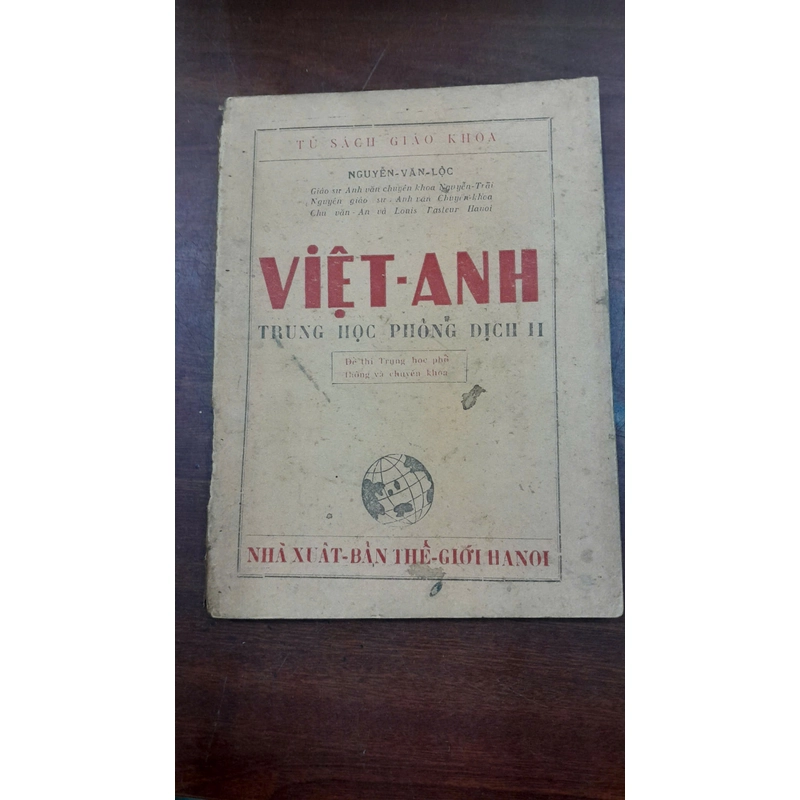 TỦ SÁCH GIÁO KHOA
NGUYỄN-VĂN-LỘC
Giáo sư Anh văn chuyên khoa Nguyễn-Trãi
Nguyên giáo sư Anh văn Chuyên khoa
Chu văn An và Louis Pasteur Hanoi
VIỆT-ANH
TRUNG HỌC PHỎNG DỊCH II
Đề thi Trung học phổ
thông và chuyên khoa
NHÀ XUẤT-BẢN THẾ-GIỚI HANOI